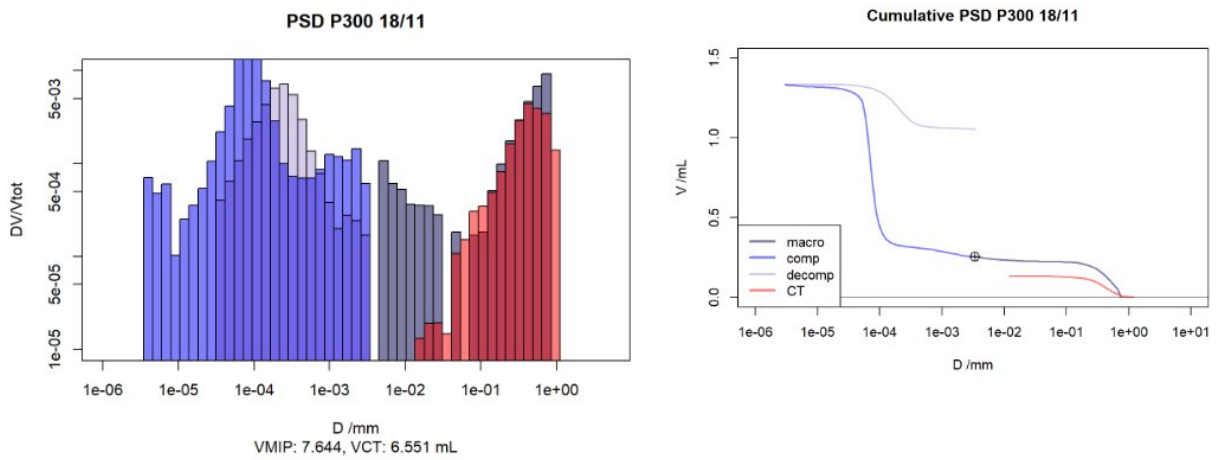 PSD P300 18/11
DV/Vtot
5e-03
5e-04
5e-05
1e-05
1e-06
1e-05
1e-04
1e-03
1e-02
1e-01
1e+00
D /mm
VMIP: 7.644, VCT: 6.551 mL
Cumulative PSD P300 18/11
V /mL
1.5
1.0
0.5
0.0
macro
comp
decomp
CT
1e-06
1e-05
1e-04
1e-03
1e-02
1e-01
1e+00
1e+01
D /mm